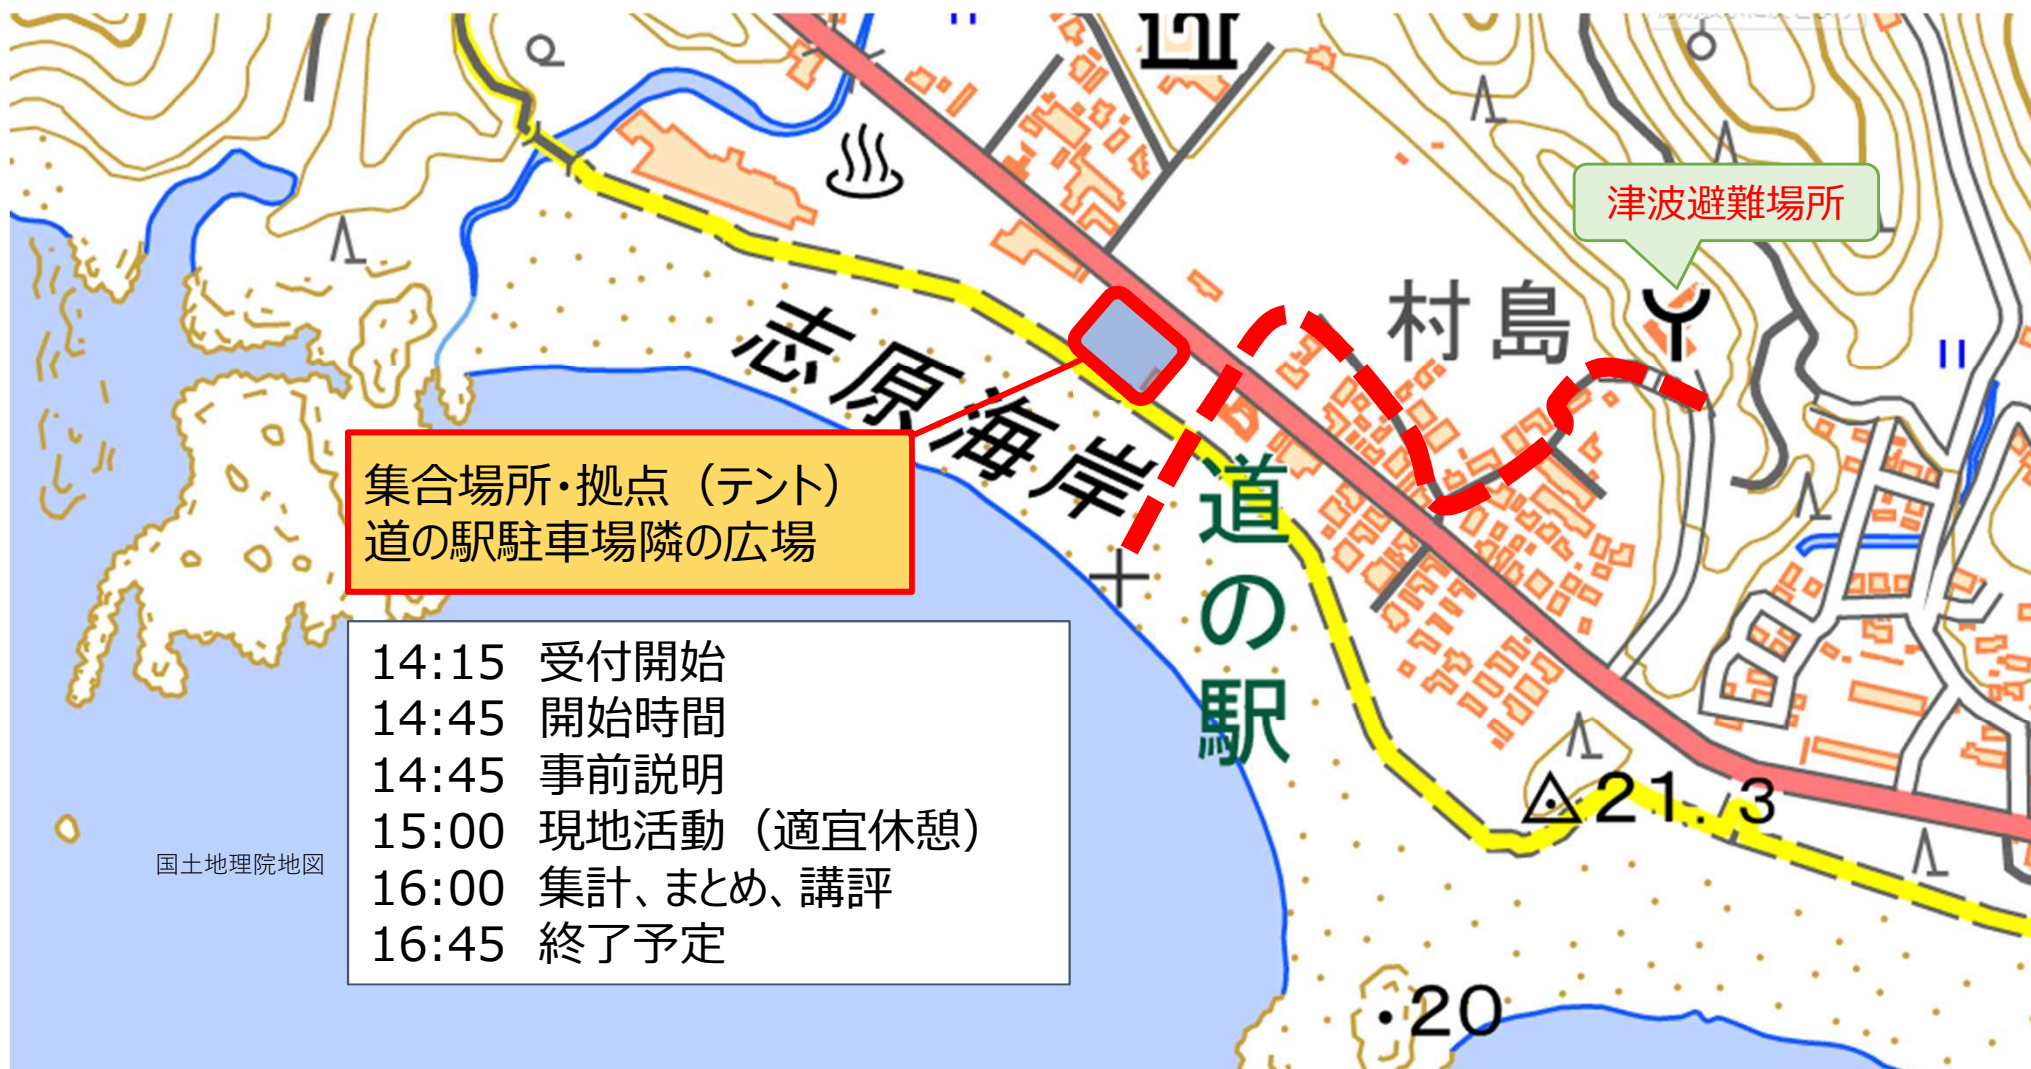 津波避難場所
村島
志原海岸
集合場所・拠点（テント）
道の駅駐車場隣の広場
道の駅
14:15 受付開始
14:45 開始時間
14:45 事前説明
15:00 現地活動（適宜休憩）
16:00 集計、まとめ、講評
16:45 終了予定
21.3
国土地理院地図
20